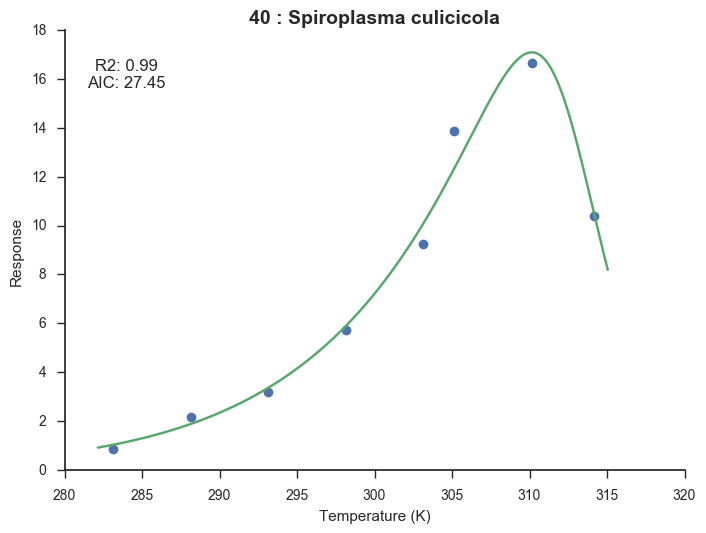 40 : Spiroplasma culicicola
R2: 0.99
AIC: 27.45
18
16
14
12
10
8
6
4
2
0
Response
280 285 290 295 300 305 310 315 320
Temperature (K)